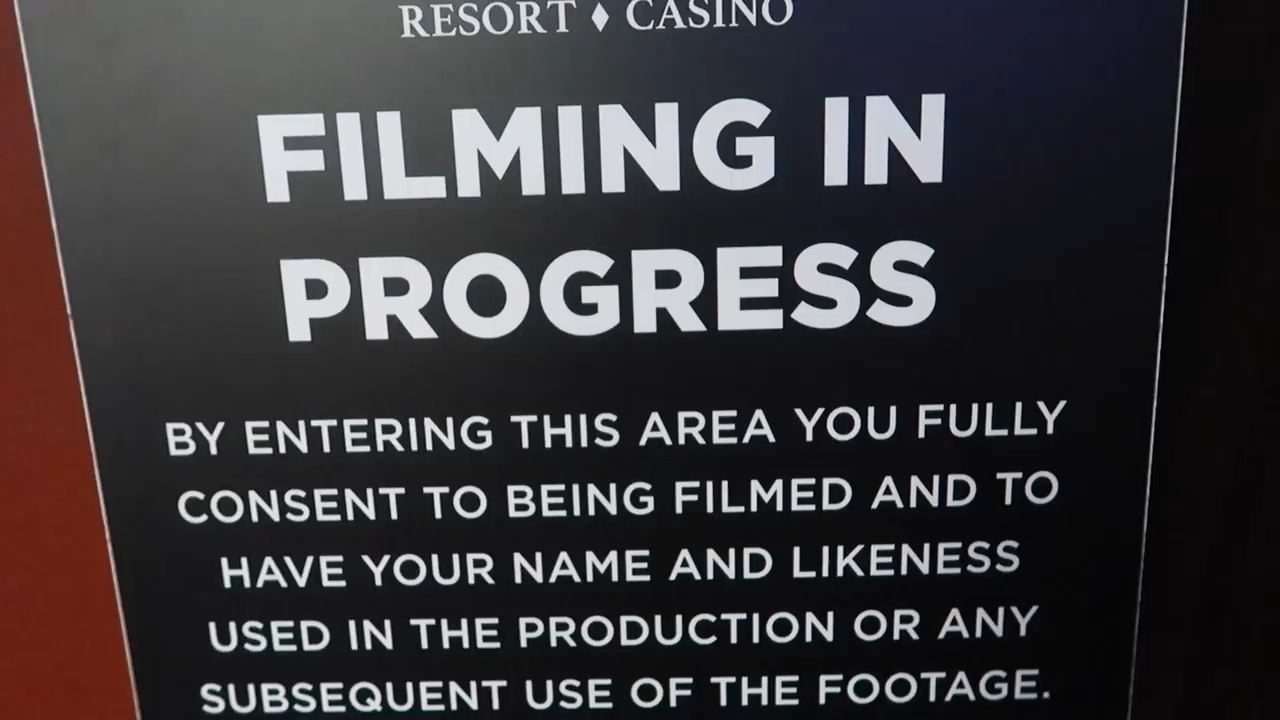 RESORT ♦ CASINO
FILMING IN
PROGRESS
BY ENTERING THIS AREA YOU FULLY
CONSENT TO BEING FILMED AND TO
HAVE YOUR NAME AND LIKENESS
USED IN THE PRODUCTION OR ANY
SUBSEQUENT USE OF THE FOOTAGE.